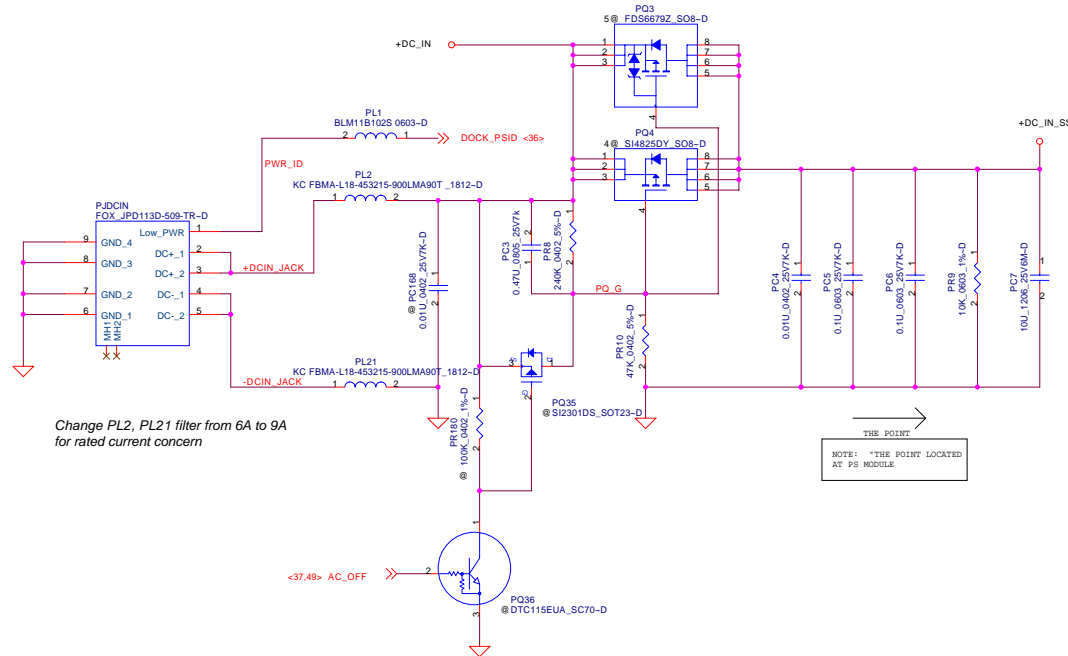 PQ3
5@ FDS6679Z_SO8~D
+DC_IN
1
2
3
8
7
6
5
4
PL1
BLM11B102S 0603~D
2
1
DOCK_PSID <36>
PWR_ID
PQ4
4@ SI4825DY_SO8~D
1
2
3
8
7
6
5
4
+DC_IN_SS
PL2
KC FBMA-L18-453215-900LMA90T_1812~D
1
2
PJDCIN
FOX_JPD113D-509-TR~D
Low_PWR
1
9
GND_4
DC+_1
2
8
GND_3
DC+_2
3
+DCIN_JACK
7
GND_2
DC-_1
4
6
GND_1
DC-_2
5
MH1
MH2
-DCIN_JACK
@ PC168
0.01U_0402_25V7K~D
1
2
PC3
0.47U_0805_25V7k
2
1
PR8
240K_0402_5%~D
1
2
PQ_G
PR10
47K_0402_5%~D
1
2
PC4
0.01U_0402_25V7K~D
1
2
PC5
0.1U_0603_25V7K~D
1
2
PC6
0.1U_0603_25V7K~D
1
2
PR9
10K_0603_1%~D
1
2
PC7
10U_1206_25V6M~D
1
2
PL21
KC FBMA-L18-453215-900LMA90T_1812~D
1
2
3
S
D
1
G
2
PQ35
@ SI2301DS_SOT23~D
Change PL2, PL21 filter from 6A to 9A
for rated current concern
PR180
@ 100K_0402_1%~D
1
2
THE POINT
NOTE: "THE POINT LOCATED
AT PS MODULE
1
<37,49> AC_OFF
2
3
PQ36
@ DTC115EUA_SC70~D